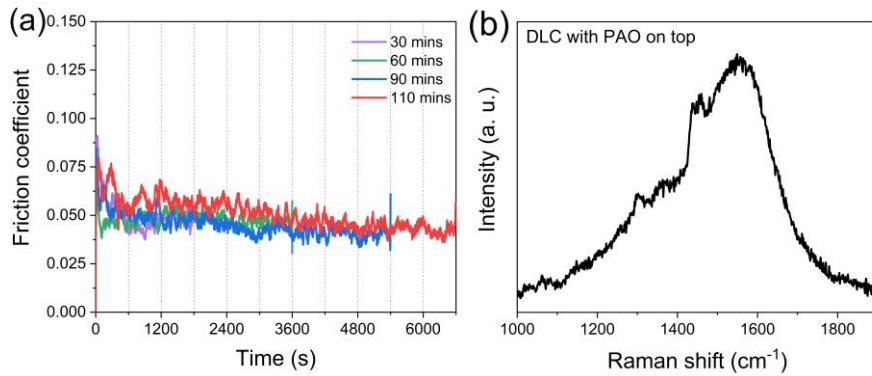 (a)
0.150
0.125
0.100
0.075
0.050
0.025
0.000
Friction coefficient
30 mins
60 mins
90 mins
110 mins
0 1200 2400 3600 4800 6000
Time (s)
(b)
DLC with PAO on top
Intensity (a. u.)
1000 1200 1400 1600 1800
Raman shift (cm⁻¹)